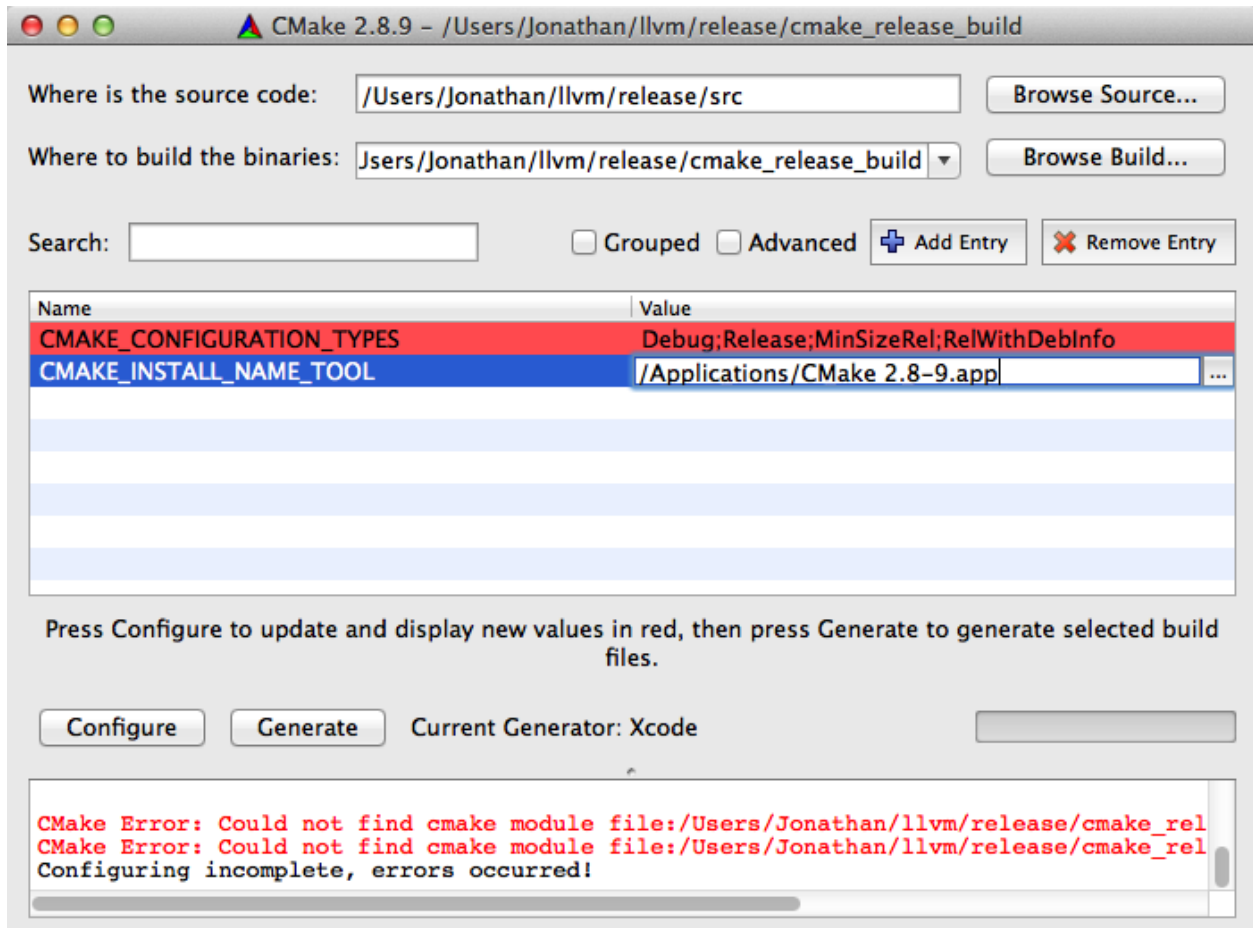 CMake 2.8.9 – /Users/Jonathan/llvm/release/cmake_release_build
Where is the source code: /Users/Jonathan/llvm/release/src Browse Source...
Where to build the binaries: Jsers/Jonathan/llvm/release/cmake_release_build Browse Build...
Search: Grouped Advanced Add Entry Remove Entry
Name Value
CMAKE_CONFIGURATION_TYPES Debug;Release;MinSizeRel;RelWithDebInfo
CMAKE_INSTALL_NAME_TOOL /Applications/CMake 2.8-9.app ...
Press Configure to update and display new values in red, then press Generate to generate selected build
files.
Configure Generate Current Generator: Xcode
CMake Error: Could not find cmake module file:/Users/Jonathan/llvm/release/cmake_rel
CMake Error: Could not find cmake module file:/Users/Jonathan/llvm/release/cmake_rel
Configuring incomplete, errors occurred!